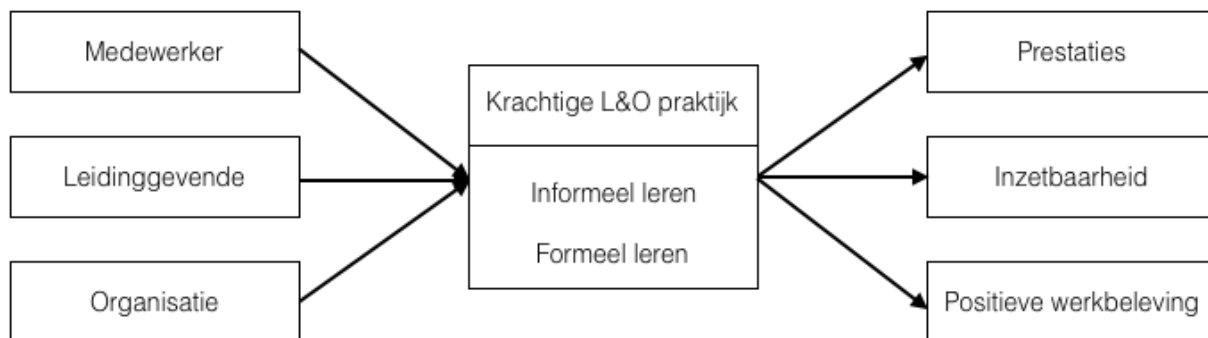 Medewerker
Leidinggevende
Organisatie
Krachtige L&O praktijk
Informeel leren
Formeel leren
Prestaties
Inzetbaarheid
Positieve werkbeleving